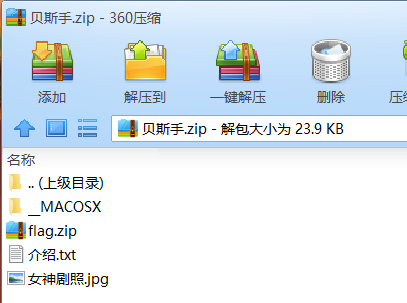 贝斯手.zip - 360压缩
添加 解压到 一键解压 删除 压缩
贝斯手.zip - 解包大小为 23.9 KB
名称
.. (上级目录)
__MACOSX
flag.zip
介绍.txt
女神剧照.jpg